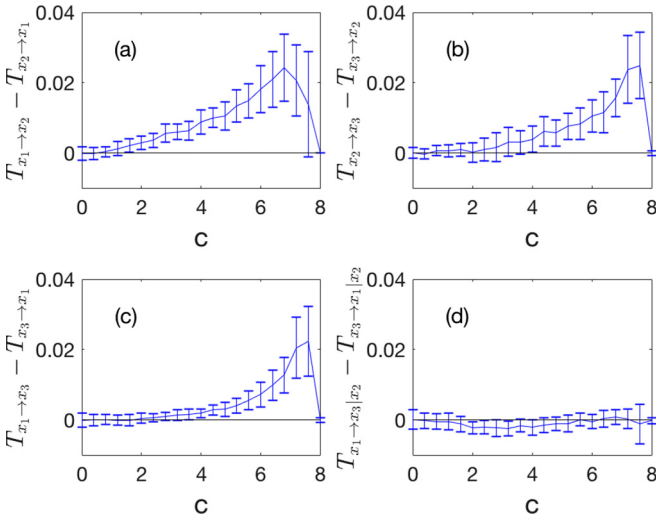 0.04 (a) 0.04 (b)
0.02 0.02
0 0
0 2 4 6 8 0 2 4 6 8
c c
T_{x_1→x_2} − T_{x_2→x_1} T_{x_2→x_3} − T_{x_3→x_2}
0.04 (c) 0.04 (d)
0.02 0.02
0 0
0 2 4 6 8 0 2 4 6 8
c c
T_{x_1→x_3} − T_{x_3→x_1} T_{x_1→x_3|x_2} − T_{x_3→x_1|x_2}